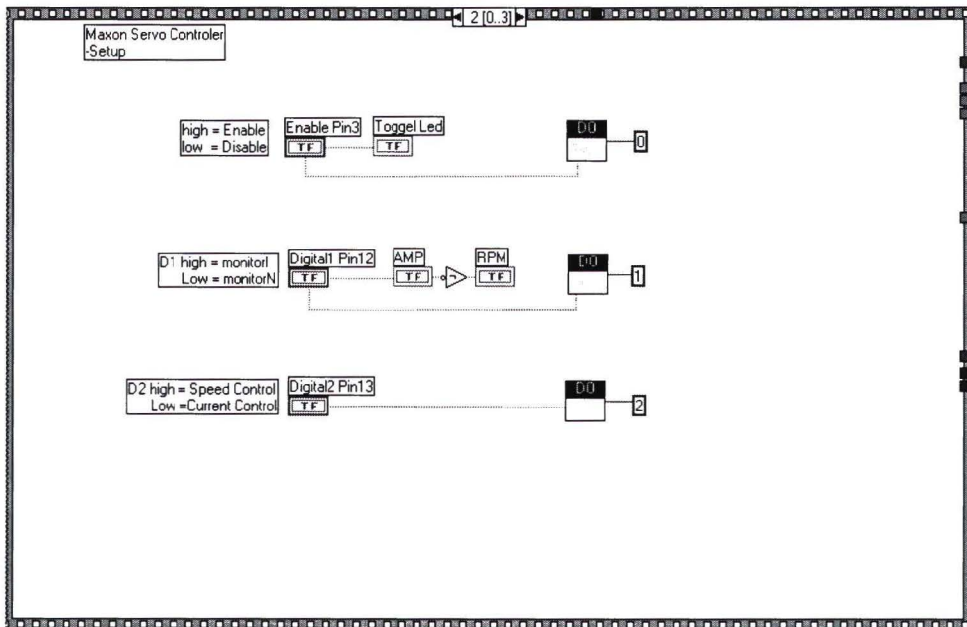 2 [0..3]
Maxon Servo Controler
-Setup
high = Enable
low = Disable
Enable Pin3
Toggel Led
TF
TF
DO
0
D1 high = monitorI
Low = monitorN
Digital1 Pin12
AMP
RPM
TF
TF
TF
DO
1
D2 high = Speed Control
Low =Current Control
Digital2 Pin13
TF
DO
2